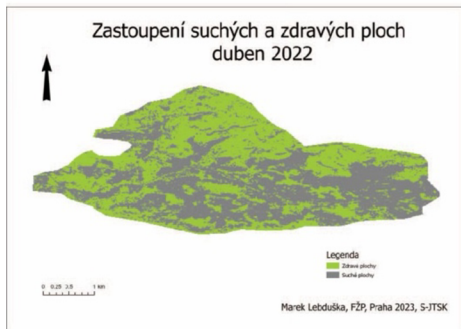 Zastoupení suchých a zdravých ploch
duben 2022
Legenda
Zdravé plochy
Suché plochy
0 0,25 0,5 1 km
Marek Lebduška, FŽP, Praha 2023, S-JTSK